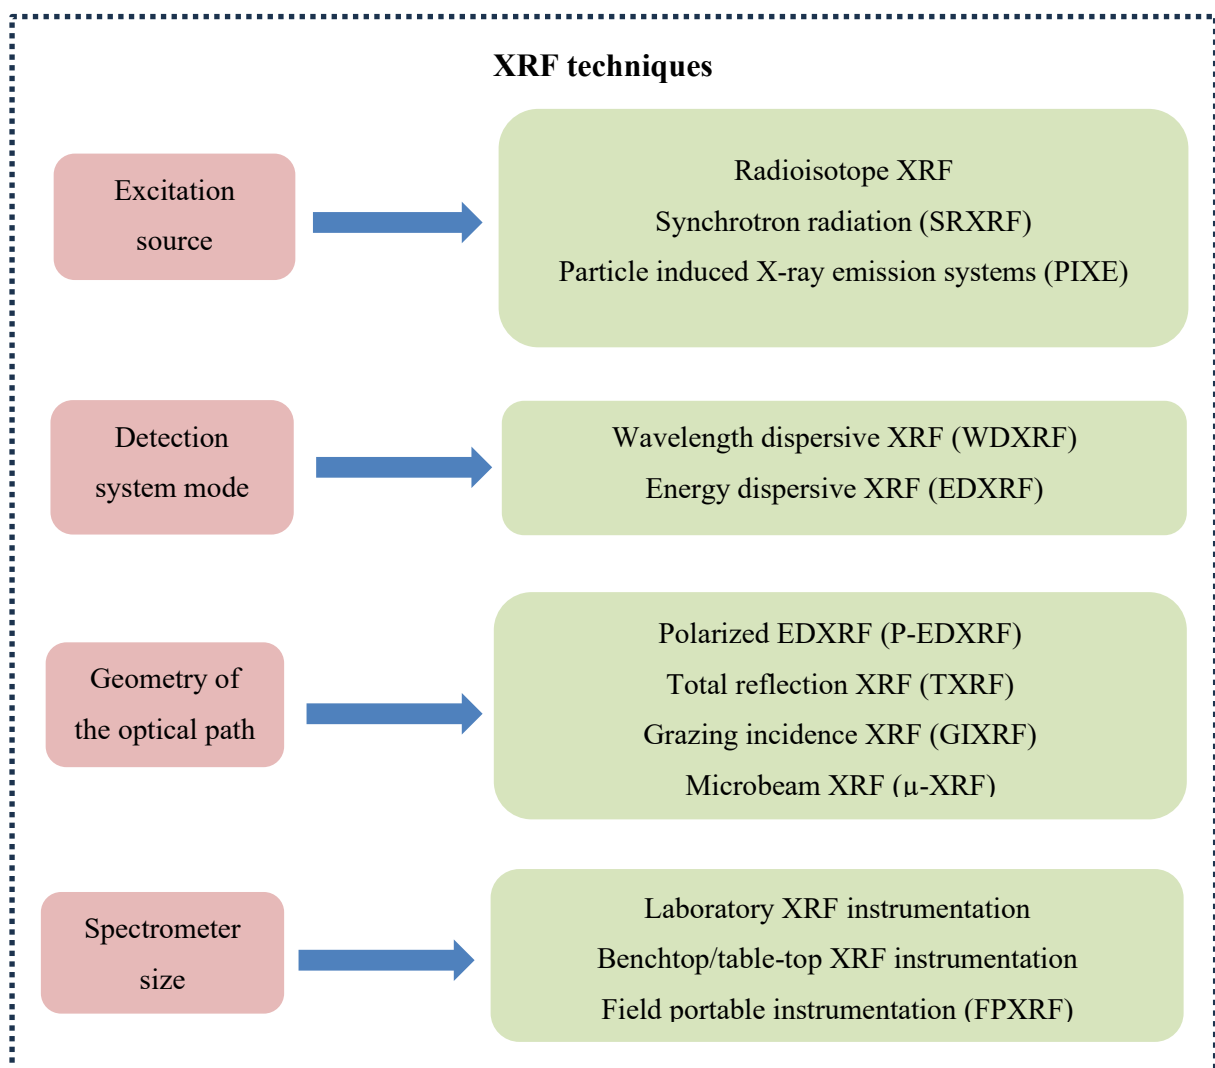 XRF techniques
Excitation
source
Radioisotope XRF
Synchrotron radiation (SRXRF)
Particle induced X-ray emission systems (PIXE)
Detection
system mode
Wavelength dispersive XRF (WDXRF)
Energy dispersive XRF (EDXRF)
Geometry of
the optical path
Polarized EDXRF (P-EDXRF)
Total reflection XRF (TXRF)
Grazing incidence XRF (GIXRF)
Microbeam XRF (µ-XRF)
Spectrometer
size
Laboratory XRF instrumentation
Benchtop/table-top XRF instrumentation
Field portable instrumentation (FPXRF)